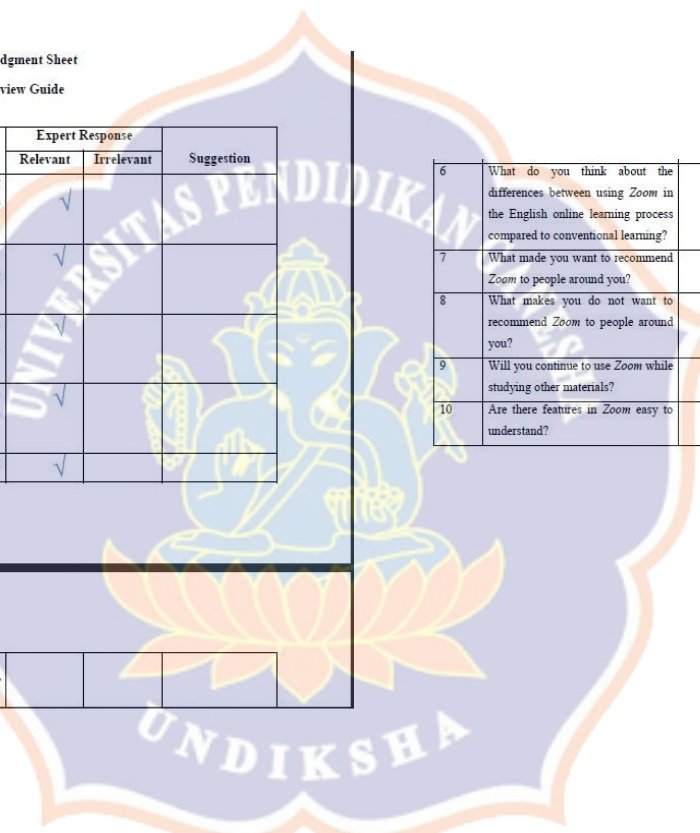 dgment Sheet
view Guide
Expert Response
Relevant Irrelevant Suggestion
√
√
√
√
√
6 What do you think about the
differences between using Zoom in
the English online learning process
compared to conventional learning?
7 What made you want to recommend
Zoom to people around you?
8 What makes you do not want to
recommend Zoom to people around
you?
9 Will you continue to use Zoom while
studying other materials?
10 Are there features in Zoom easy to
understand?
UNIVERSITAS PENDIDIKAN GANESHA
UNDIKSHA